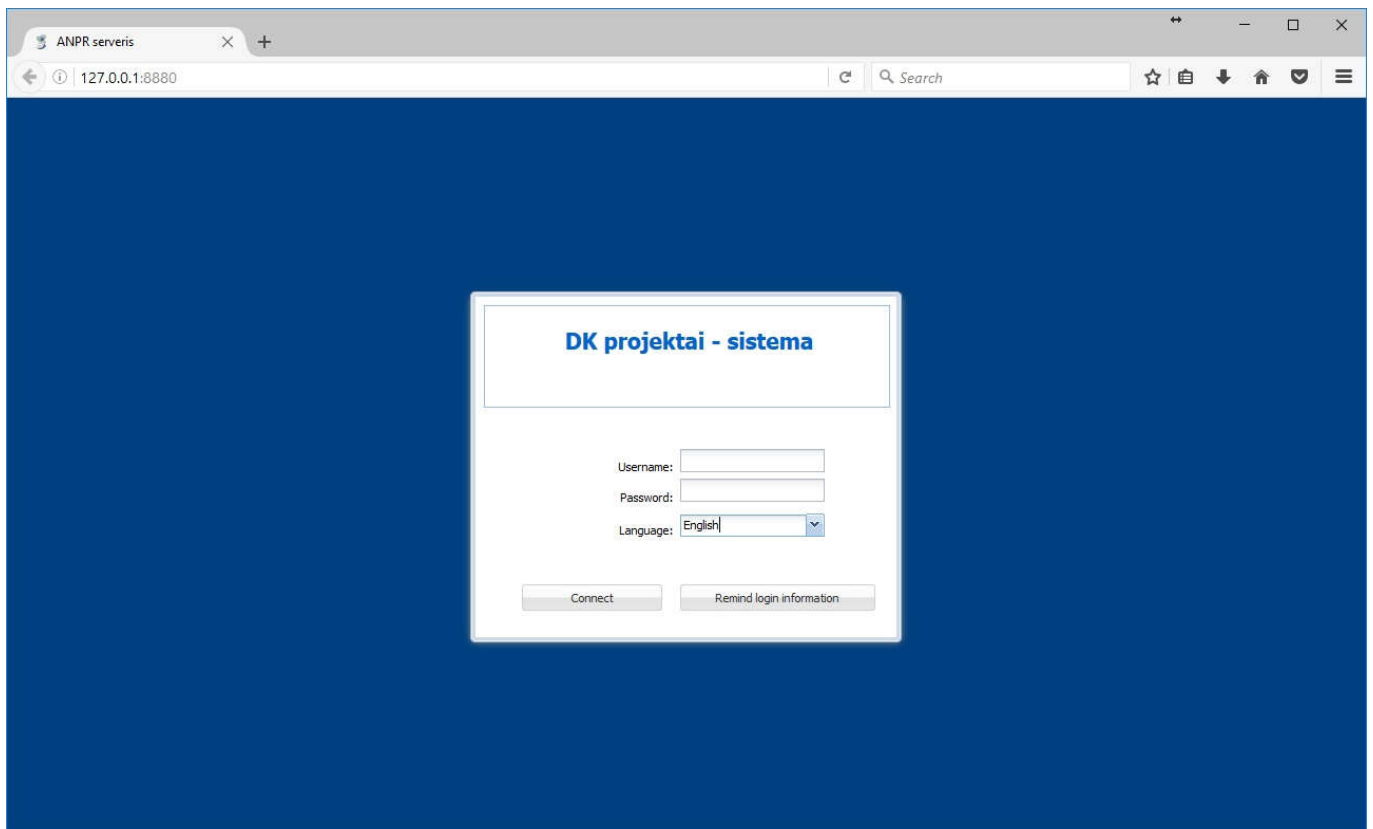 ANPR serveris
127.0.0.1:8880
Search
DK projektai - sistema
Username:
Password:
Language: English
Connect Remind login information